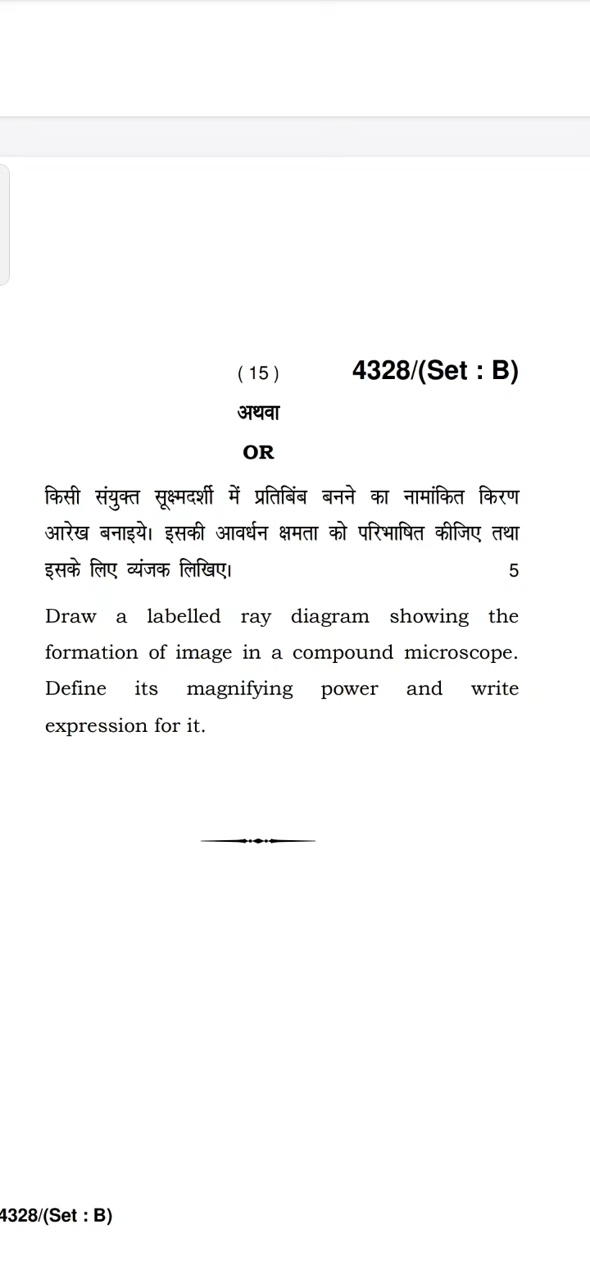 ( 15 ) 4328/(Set : B)
अथवा
OR
किसी संयुक्त सूक्ष्मदर्शी में प्रतिबिंब बनने का नामांकित किरण
आरेख बनाइये। इसकी आवर्धन क्षमता को परिभाषित कीजिए तथा
इसके लिए व्यंजक लिखिए। 5
Draw a labelled ray diagram showing the
formation of image in a compound microscope.
Define its magnifying power and write
expression for it.
4328/(Set : B)